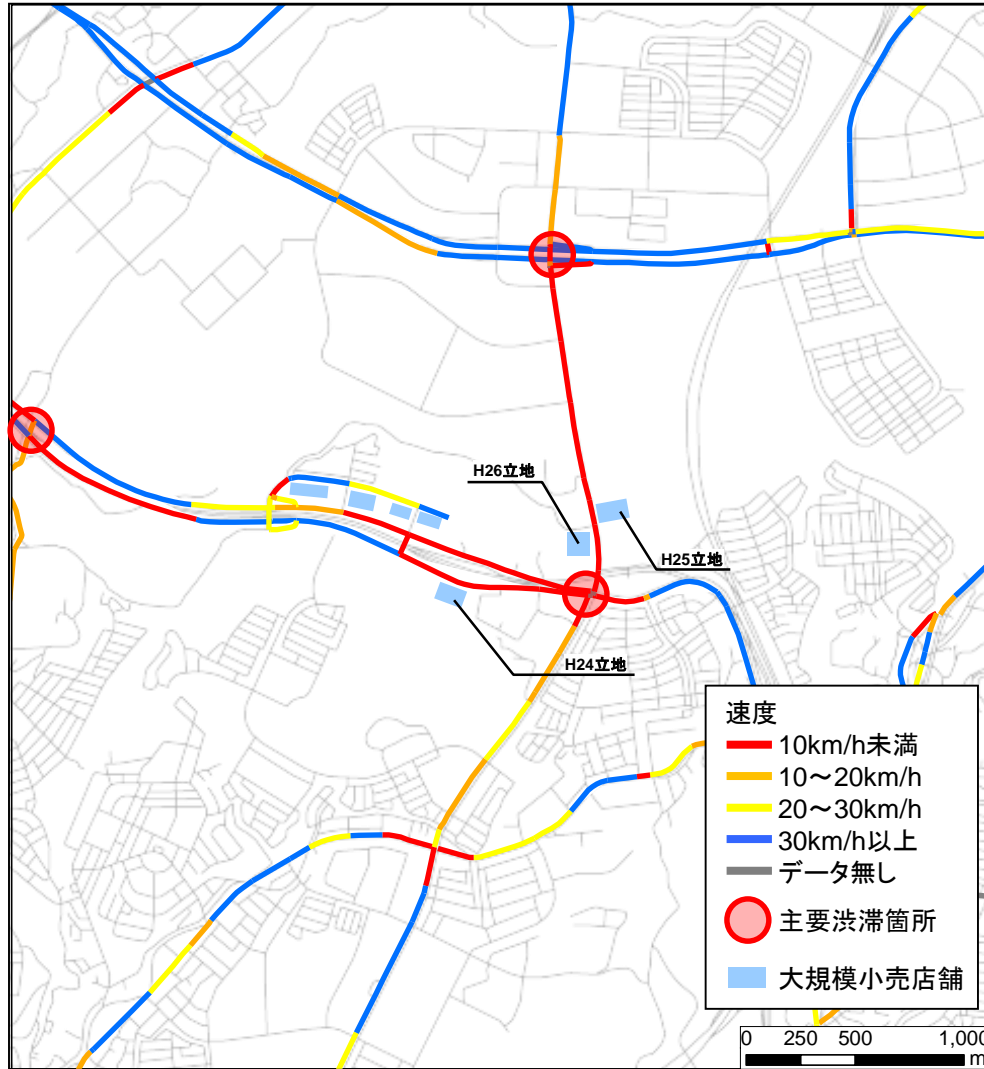 H26立地
H25立地
H24立地
速度
10km/h未満
10～20km/h
20～30km/h
30km/h以上
データ無し
主要渋滞箇所
大規模小売店舗
0 250 500 1,000
m